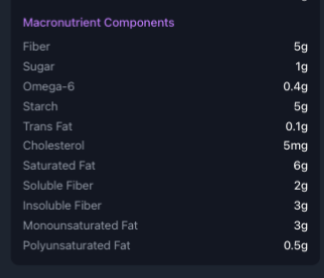 Macronutrient Components
Fiber 5g
Sugar 1g
Omega-6 0.4g
Starch 5g
Trans Fat 0.1g
Cholesterol 5mg
Saturated Fat 6g
Soluble Fiber 2g
Insoluble Fiber 3g
Monounsaturated Fat 3g
Polyunsaturated Fat 0.5g